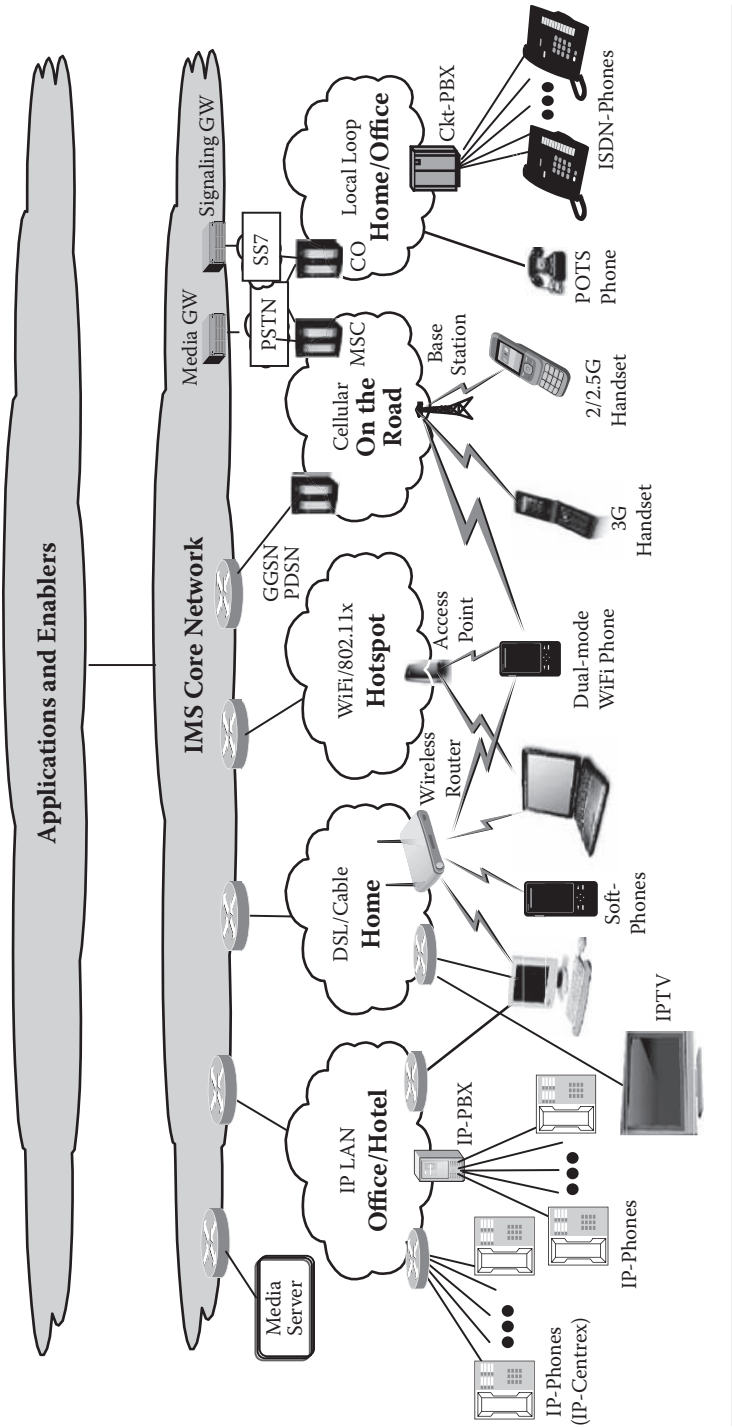 Applications and Enablers
IMS Core Network
Media
Server
Media GW
Signaling GW
SS7
PSTN
GGSN
PDSN
MSC
CO
IP LAN
Office/Hotel
DSL/Cable
Home
WiFi/802.11x
Hotspot
Cellular
On the
Road
Local Loop
Home/Office
IP-PBX
Wireless
Router
Access
Point
Base
Station
Ckt-PBX
IP-Phones
(IP-Centrex)
IP-Phones
IPTV
Soft-
Phones
Dual-mode
WiFi Phone
3G
Handset
2/2.5G
Handset
POTS
Phone
ISDN-Phones